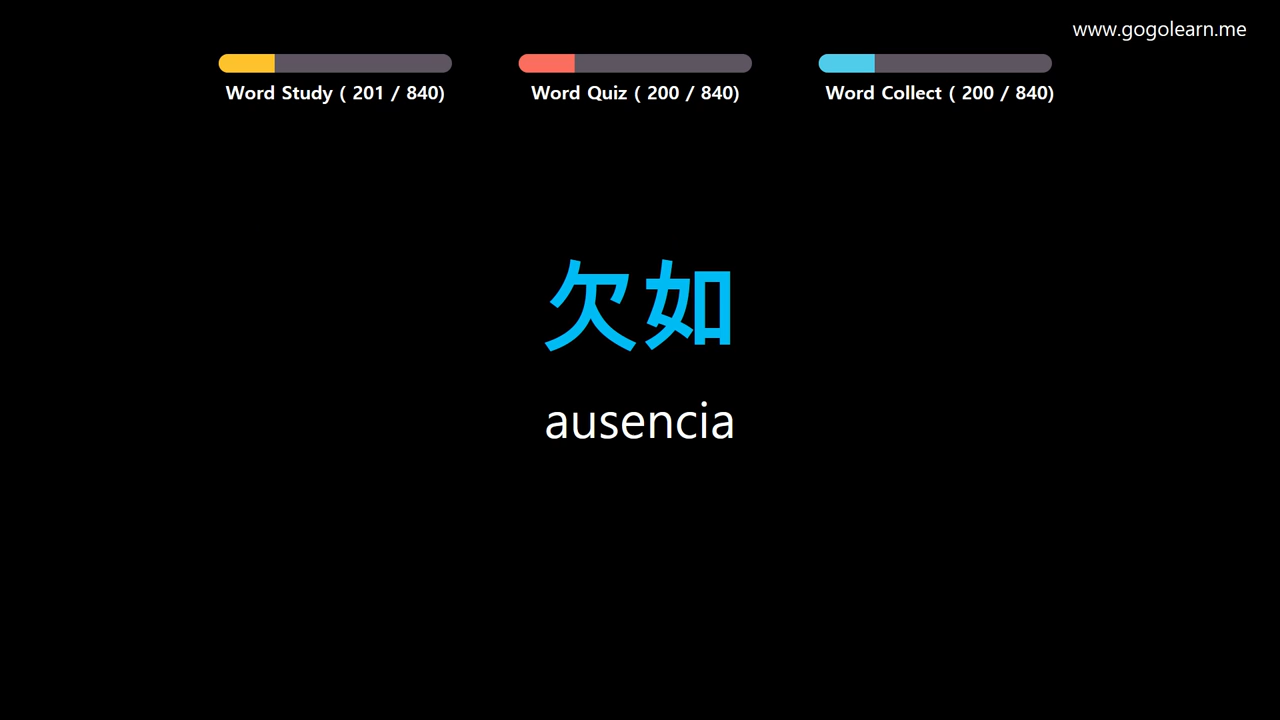 www.gogolearn.me
Word Study ( 201 / 840)
Word Quiz ( 200 / 840)
Word Collect ( 200 / 840)
欠如
ausencia